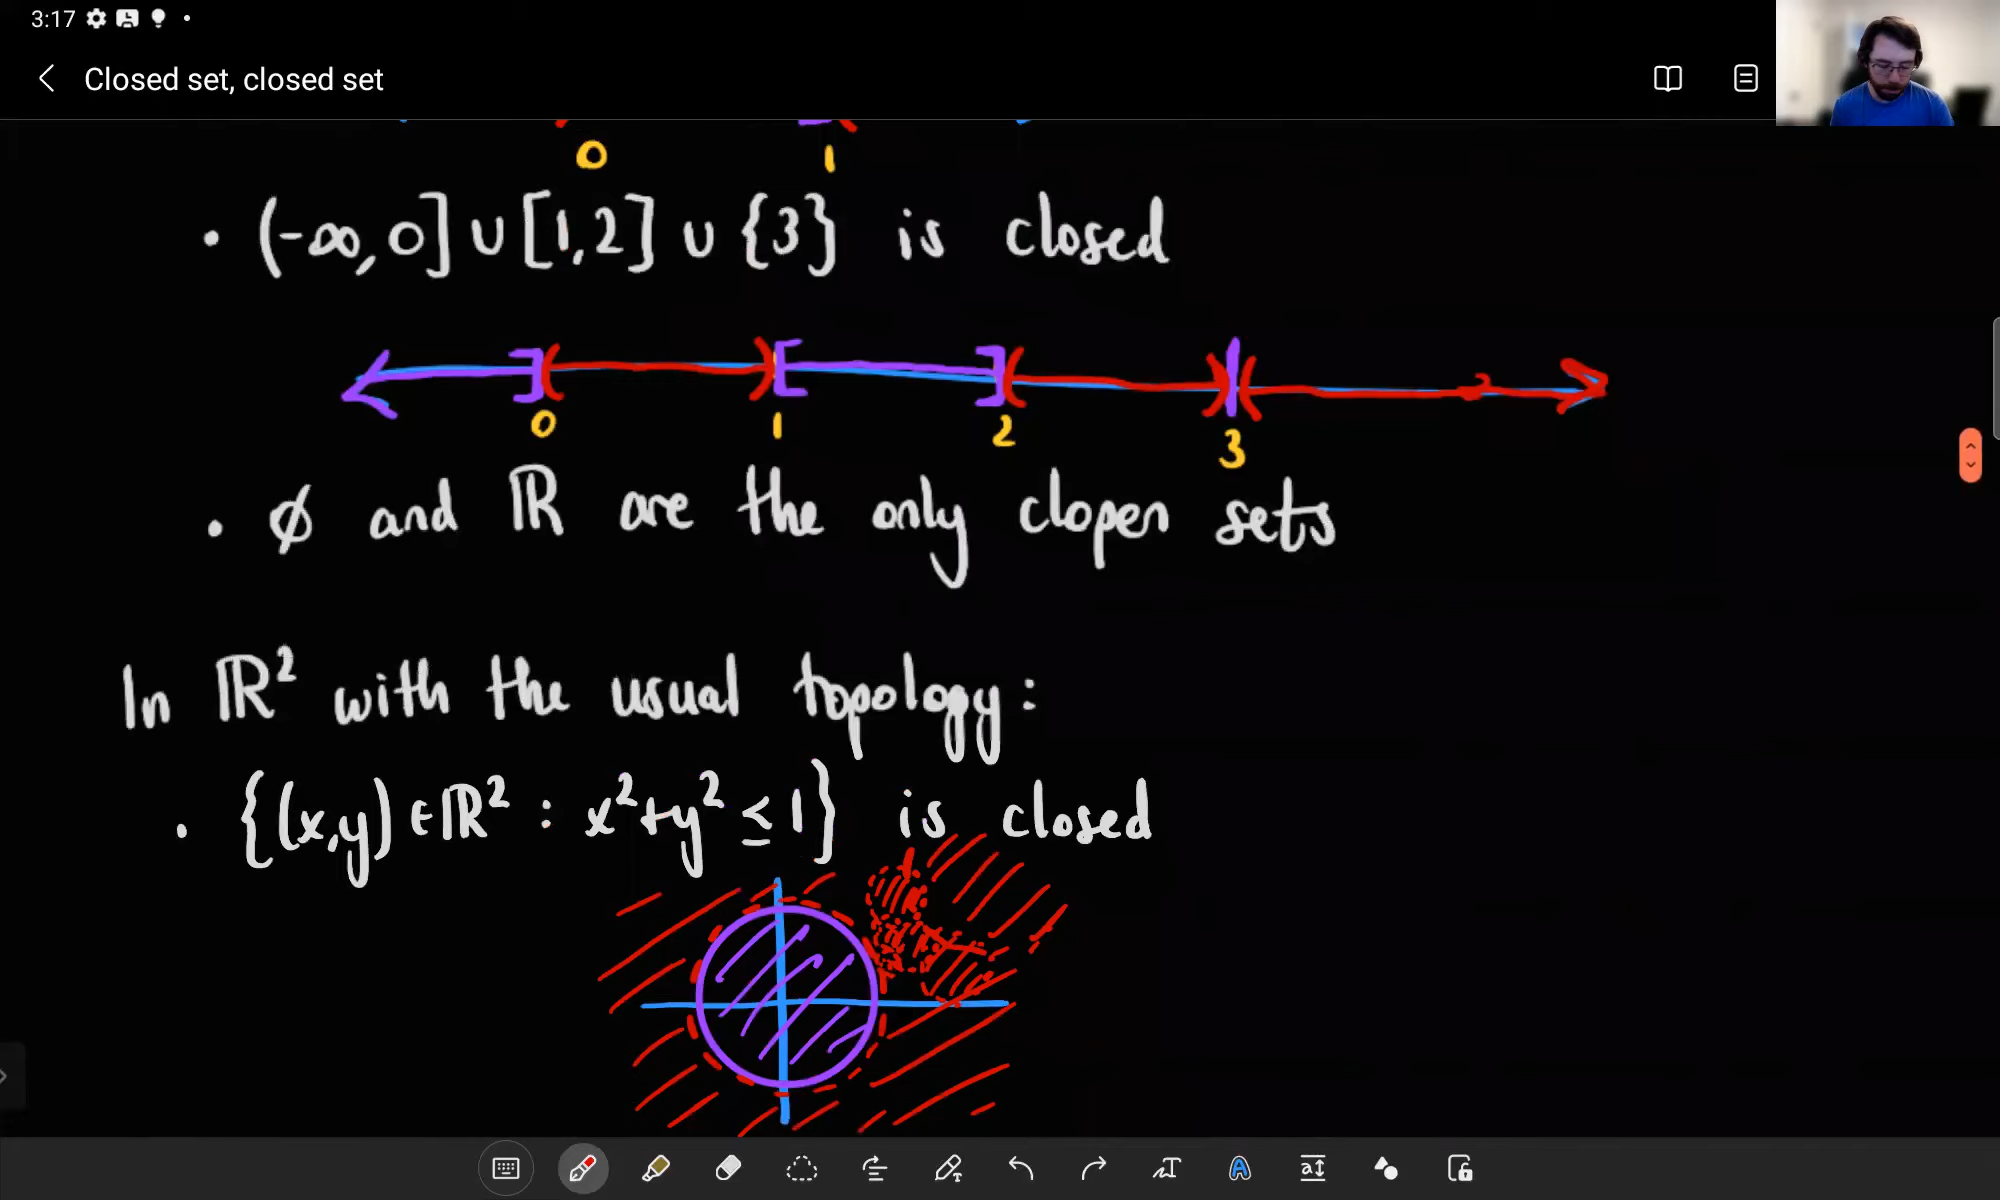 3:17
Closed set, closed set
0 1
• (-∞, 0] ∪ [1, 2] ∪ {3} is closed
0 1 2 3
• ∅ and ℝ are the only clopen sets
In ℝ² with the usual topology:
• {(x,y) ∈ ℝ² : x²+y² ≤ 1} is closed